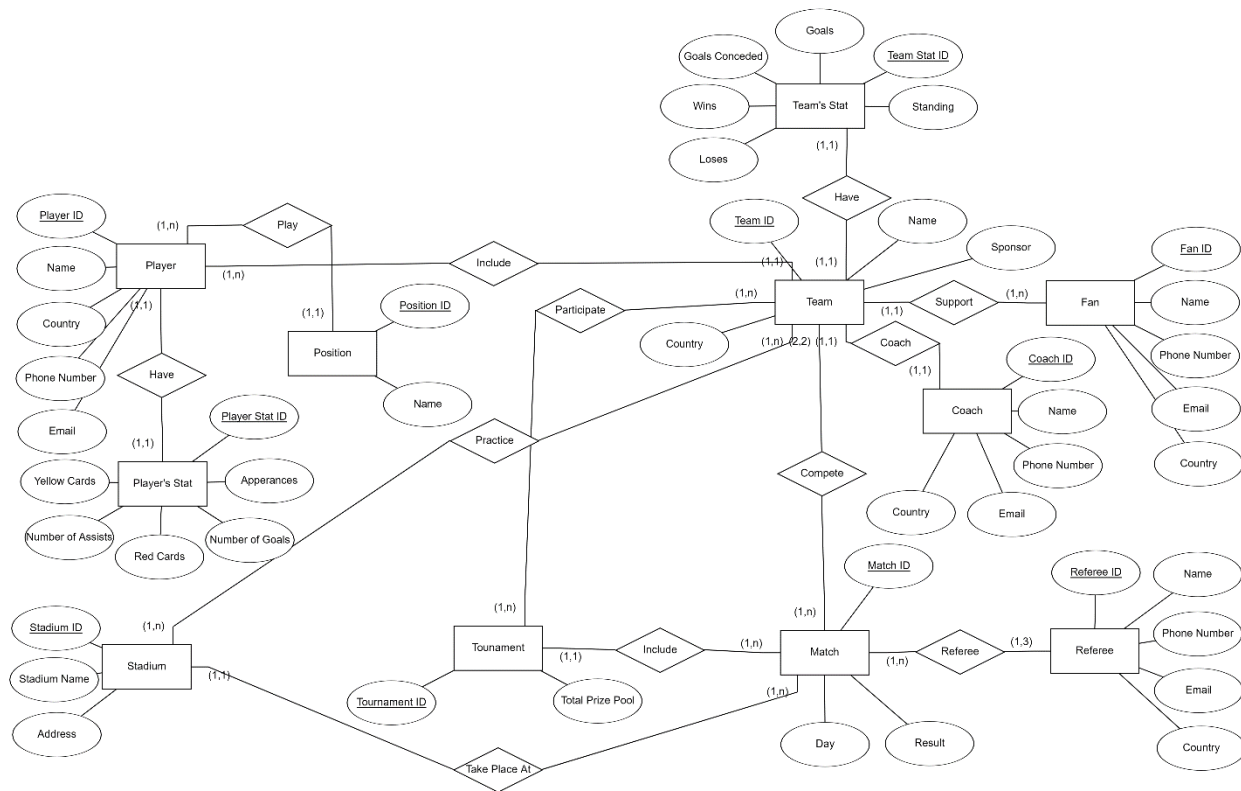 Goals
Goals Conceded
Team Stat ID
Wins
Team's Stat
Standing
Loses
(1,1)
Have
Player ID
(1,n)
Play
Team ID
Name
Sponsor
Fan ID
Name
Player
(1,n)
Include
(1,1)
(1,1)
Country
(1,1)
Position ID
Participate
(1,n)
Team
(1,1)
Support
(1,n)
Fan
Name
(1,1)
Position
Country
(1,n)
(2,2)
(1,1)
Coach
Phone Number
Phone Number
Have
Coach ID
(1,1)
Name
Coach
Name
Email
Email
Player Stat ID
Practice
Phone Number
Country
(1,1)
Yellow Cards
Player's Stat
Apperances
Compete
Country
Email
Number of Assists
Red Cards
Number of Goals
Match ID
Referee ID
Name
Stadium ID
(1,n)
(1,n)
(1,n)
Phone Number
Stadium
Tounament
(1,1)
Include
(1,n)
Match
(1,n)
Referee
(1,3)
Referee
Stadium Name
(1,1)
(1,n)
Email
Tournament ID
Total Prize Pool
Address
Day
Result
Country
Take Place At